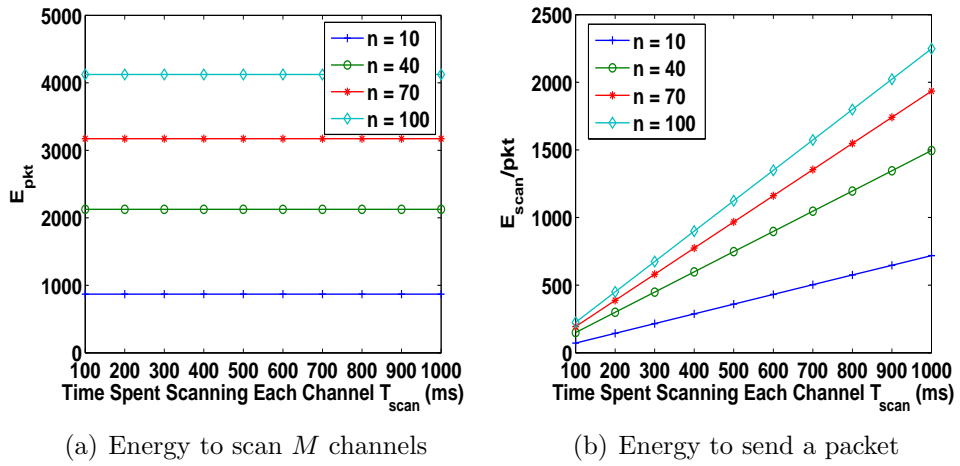 5000
4000
3000
2000
1000
0
E_pkt
n = 10
n = 40
n = 70
n = 100
100 200 300 400 500 600 700 800 900 1000
Time Spent Scanning Each Channel T_scan (ms)
(a) Energy to scan M channels
2500
2000
1500
1000
500
0
E_scan/pkt
n = 10
n = 40
n = 70
n = 100
100 200 300 400 500 600 700 800 900 1000
Time Spent Scanning Each Channel T_scan (ms)
(b) Energy to send a packet